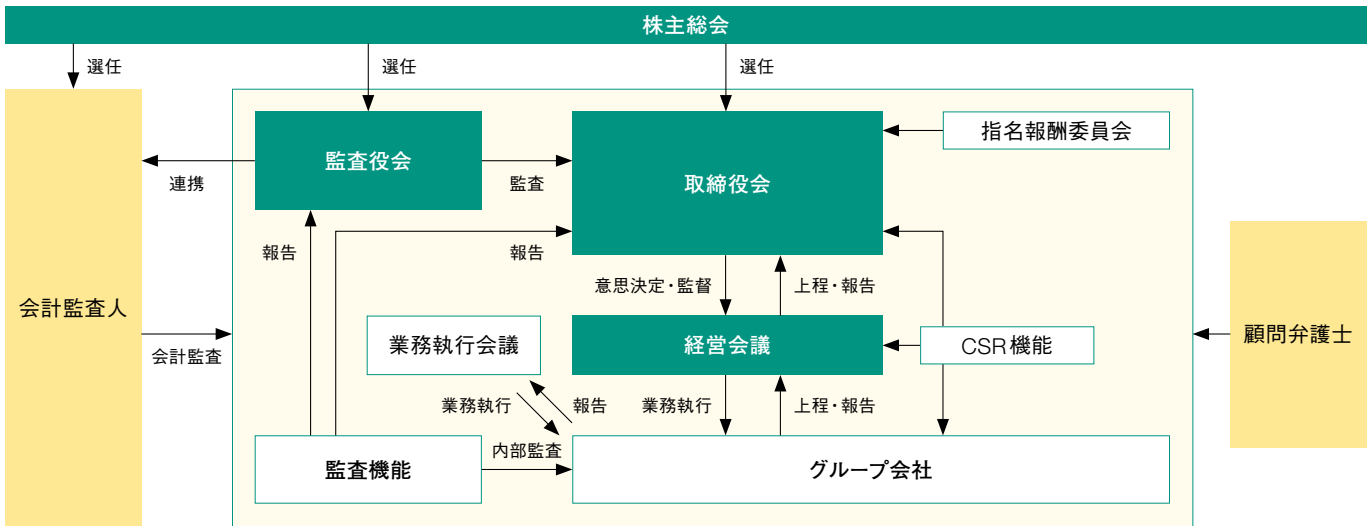 株主総会
選任
選任
選任
監査役会
取締役会
指名報酬委員会
連携
監査
報告
報告
会計監査人
意思決定・監督
上程・報告
顧問弁護士
会計監査
業務執行会議
経営会議
CSR機能
業務執行
報告
業務執行
上程・報告
監査機能
内部監査
グループ会社